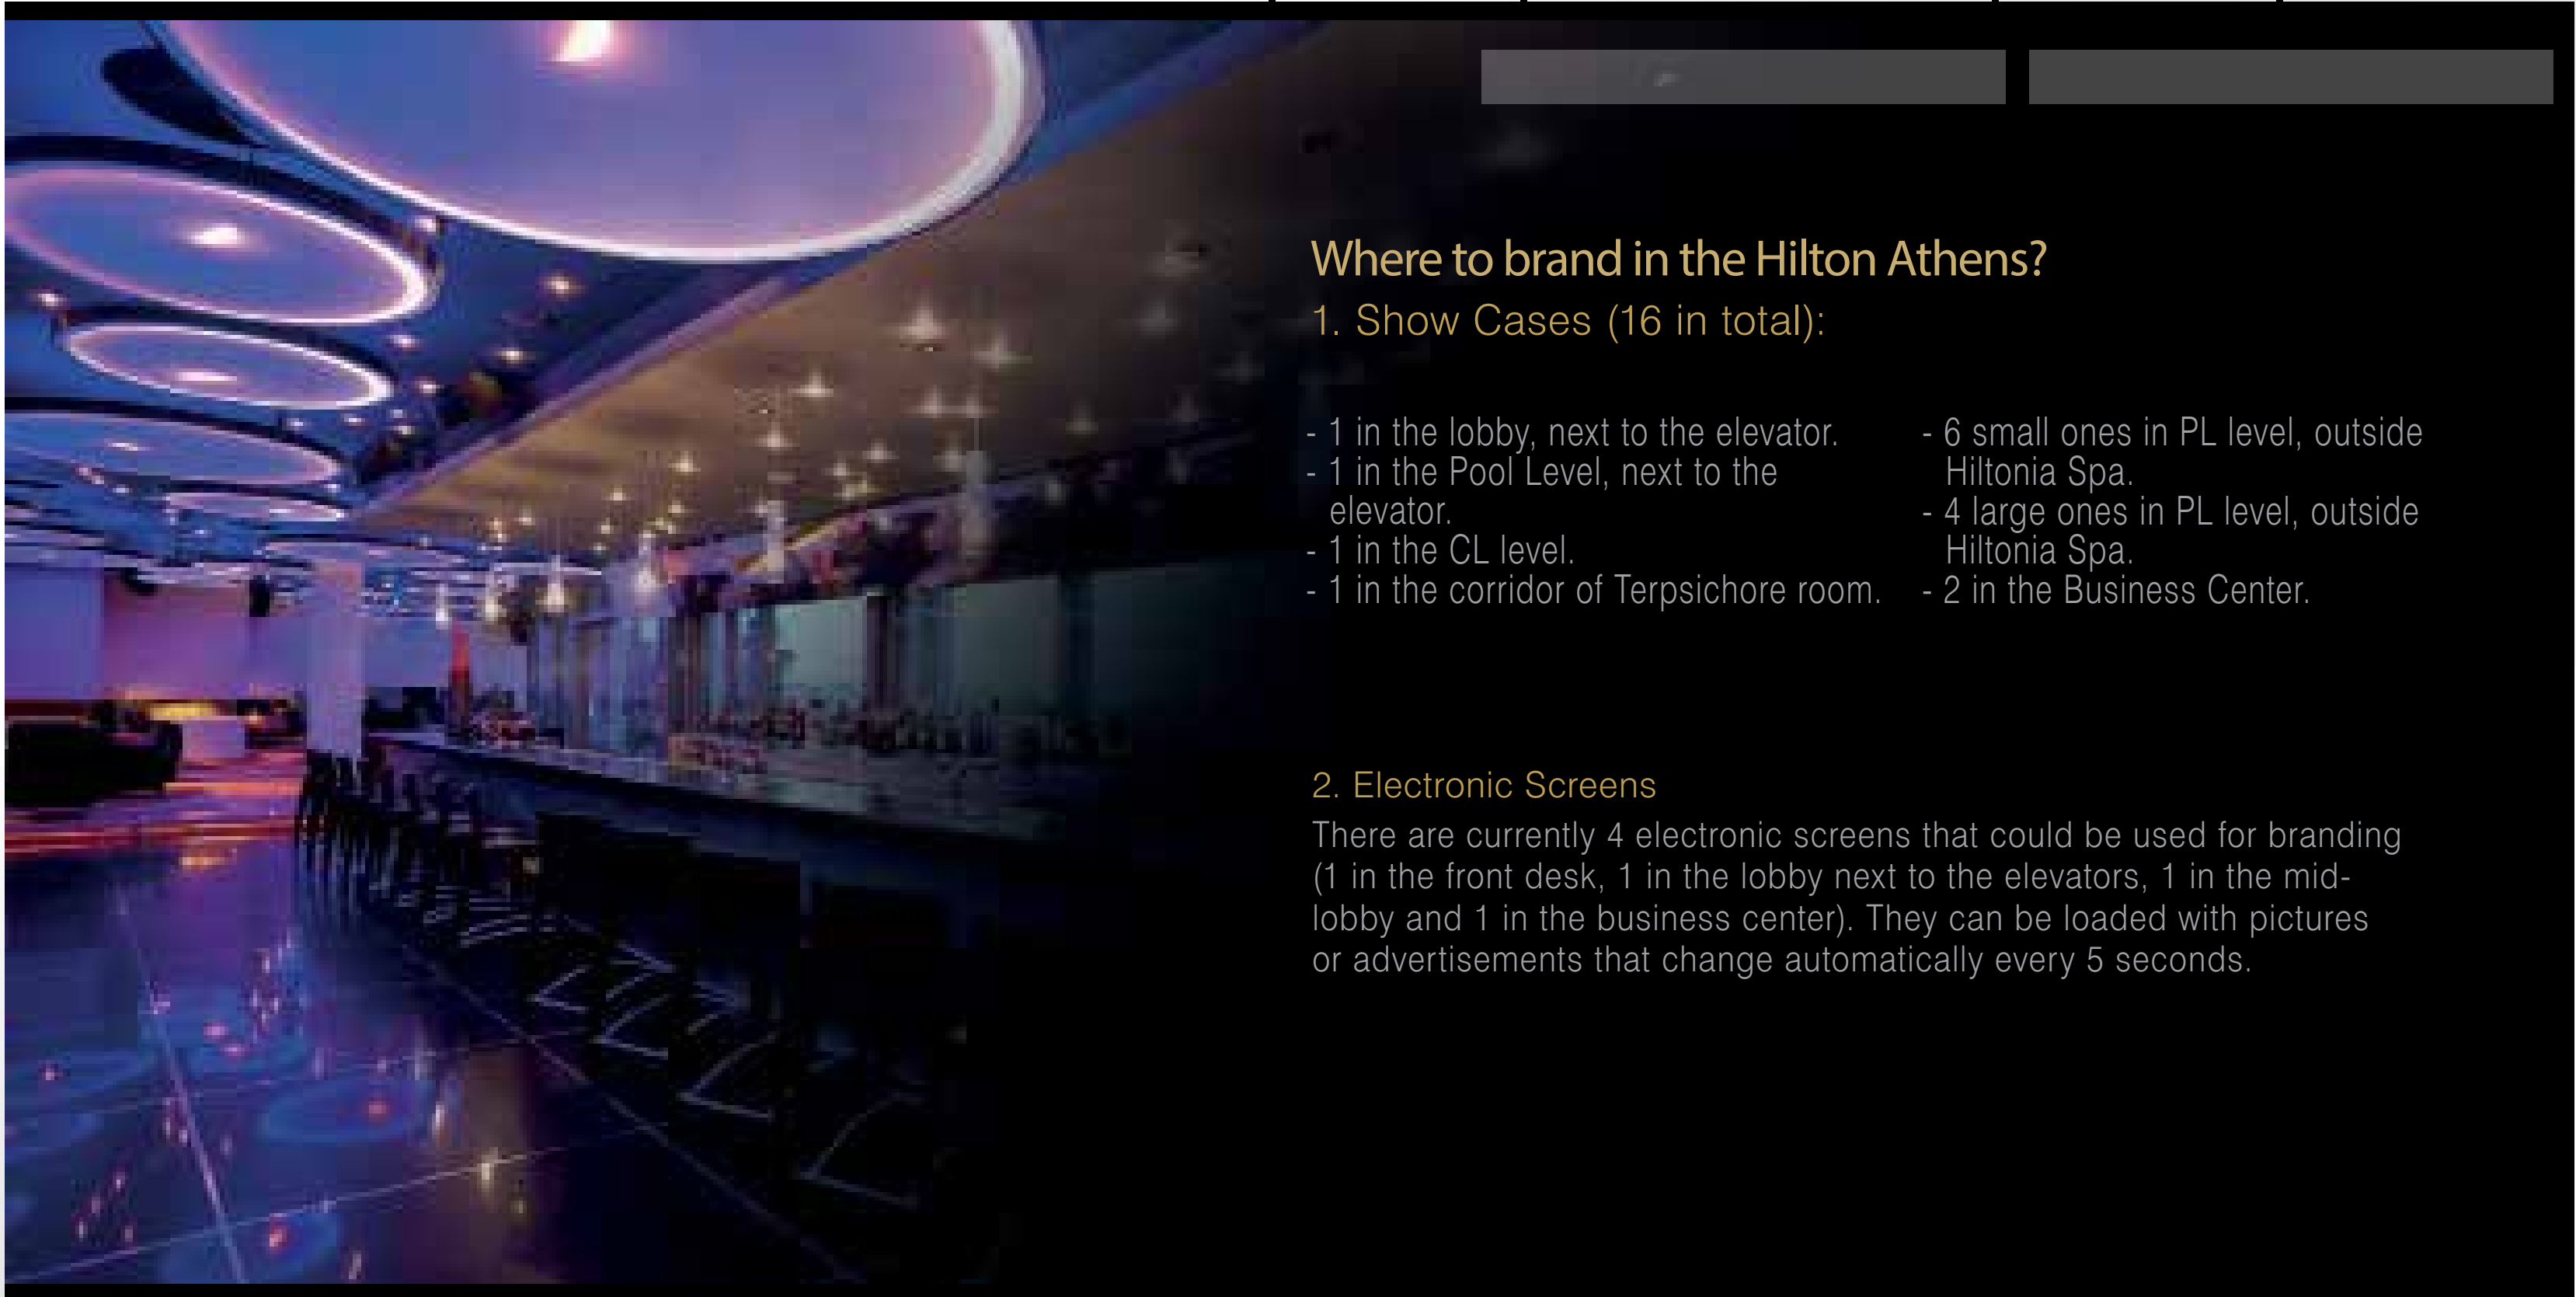 Where to brand in the Hilton Athens?
1. Show Cases (16 in total):
- 1 in the lobby, next to the elevator.
- 1 in the Pool Level, next to the
elevator.
- 1 in the CL level.
- 1 in the corridor of Terpsichore room.
- 6 small ones in PL level, outside
Hiltonia Spa.
- 4 large ones in PL level, outside
Hiltonia Spa.
- 2 in the Business Center.
2. Electronic Screens
There are currently 4 electronic screens that could be used for branding
(1 in the front desk, 1 in the lobby next to the elevators, 1 in the mid-
lobby and 1 in the business center). They can be loaded with pictures
or advertisements that change automatically every 5 seconds.